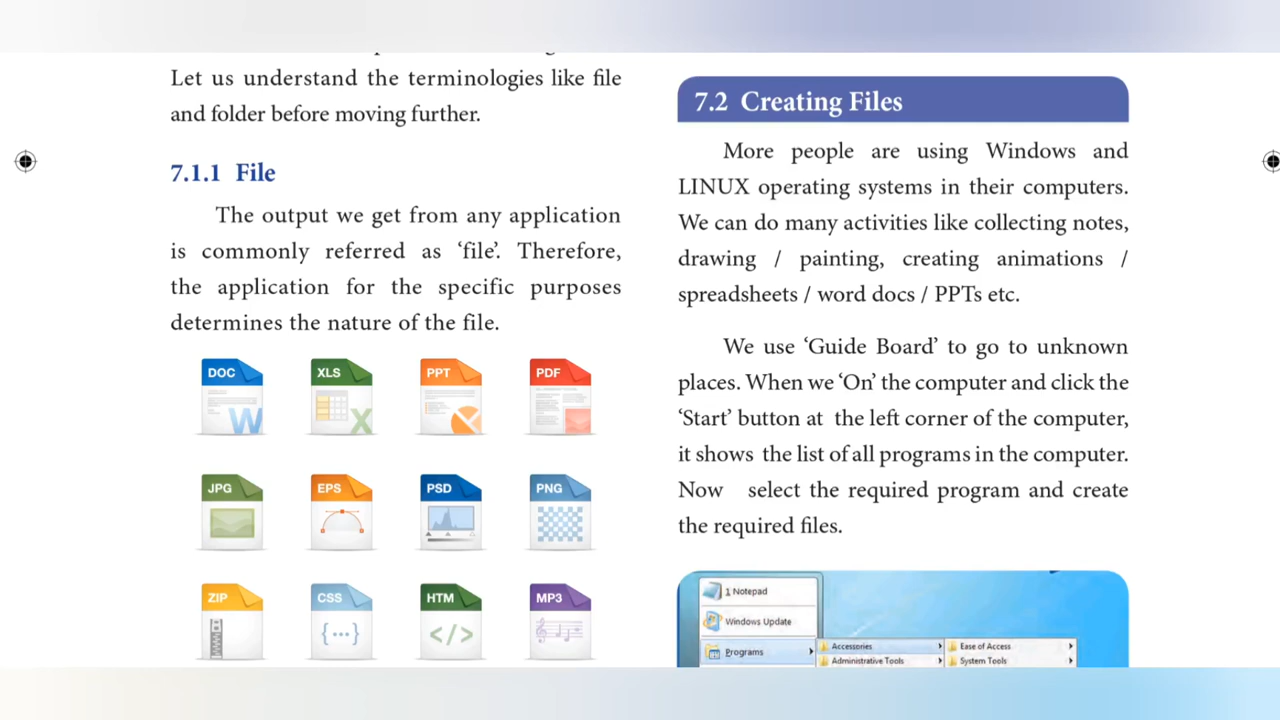 Let us understand the terminologies like file
and folder before moving further.
7.1.1 File
The output we get from any application
is commonly referred as ‘file’. Therefore,
the application for the specific purposes
determines the nature of the file.
DOC XLS PPT PDF
W X
JPG EPS PSD PNG
ZIP CSS HTM MP3
{···} </>
7.2 Creating Files
More people are using Windows and
LINUX operating systems in their computers.
We can do many activities like collecting notes,
drawing / painting, creating animations /
spreadsheets / word docs / PPTs etc.
We use ‘Guide Board’ to go to unknown
places. When we ‘On’ the computer and click the
‘Start’ button at the left corner of the computer,
it shows the list of all programs in the computer.
Now select the required program and create
the required files.
1 Notepad
Windows Update
Programs
Accessories
Administrative Tools
Ease of Access
System Tools